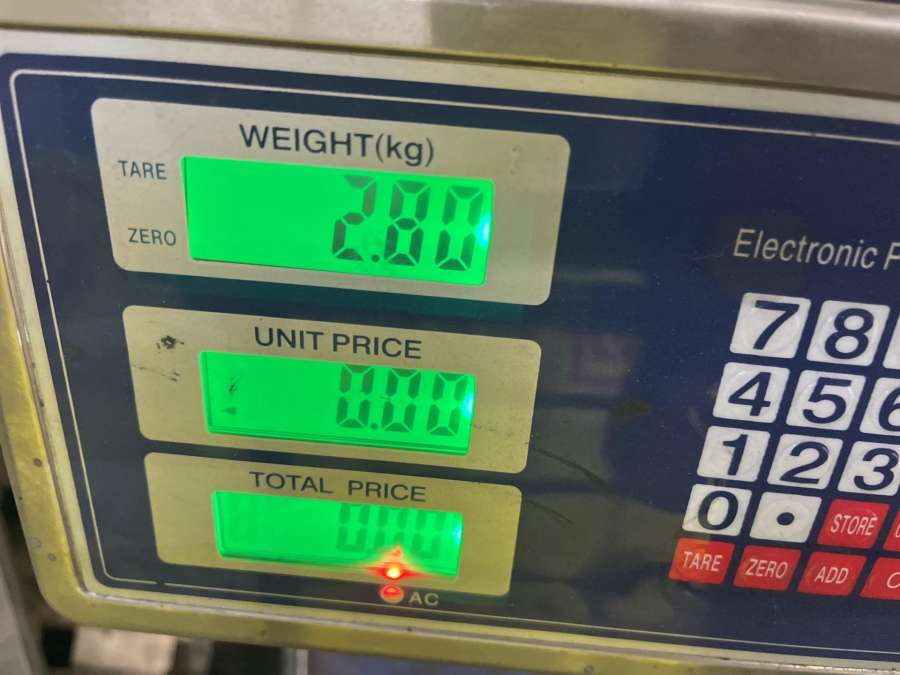 WEIGHT(kg)
TARE
2.80
ZERO
UNIT PRICE
0.00
TOTAL PRICE
0.00
AC
Electronic
7 8
4 5 6
1 2 3
0 . STORE
TARE ZERO ADD